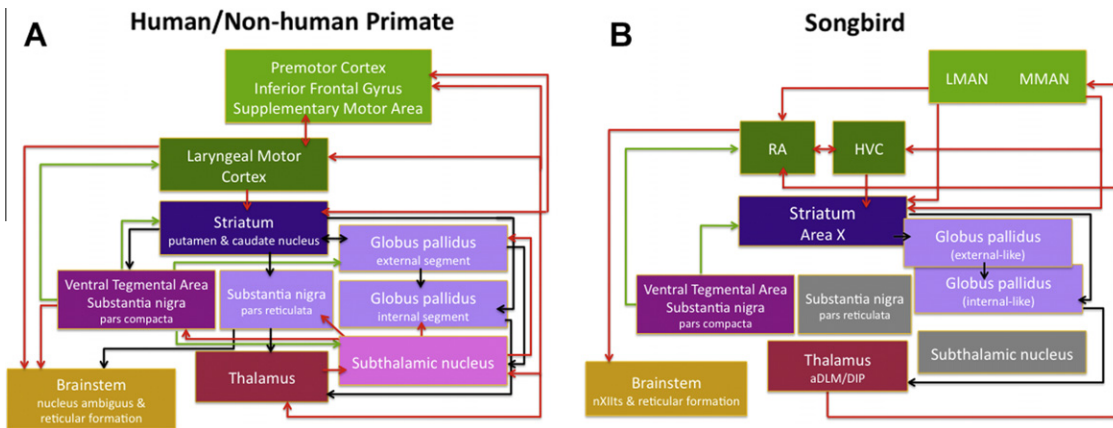 A
Human/Non-human Primate
Premotor Cortex
Inferior Frontal Gyrus
Supplementary Motor Area
Laryngeal Motor
Cortex
Striatum
putamen & caudate nucleus
Globus pallidus
external segment
Ventral Tegmental Area
Substantia nigra
pars compacta
Substantia nigra
pars reticulata
Globus pallidus
internal segment
Subthalamic nucleus
Thalamus
Brainstem
nucleus ambiguus &
reticular formation
B
Songbird
LMAN MMAN
RA
HVC
Striatum
Area X
Globus pallidus
(external-like)
Globus pallidus
(internal-like)
Ventral Tegmental Area
Substantia nigra
pars compacta
Substantia nigra
pars reticulata
Subthalamic nucleus
Thalamus
aDLM/DIP
Brainstem
nXIIts & reticular formation